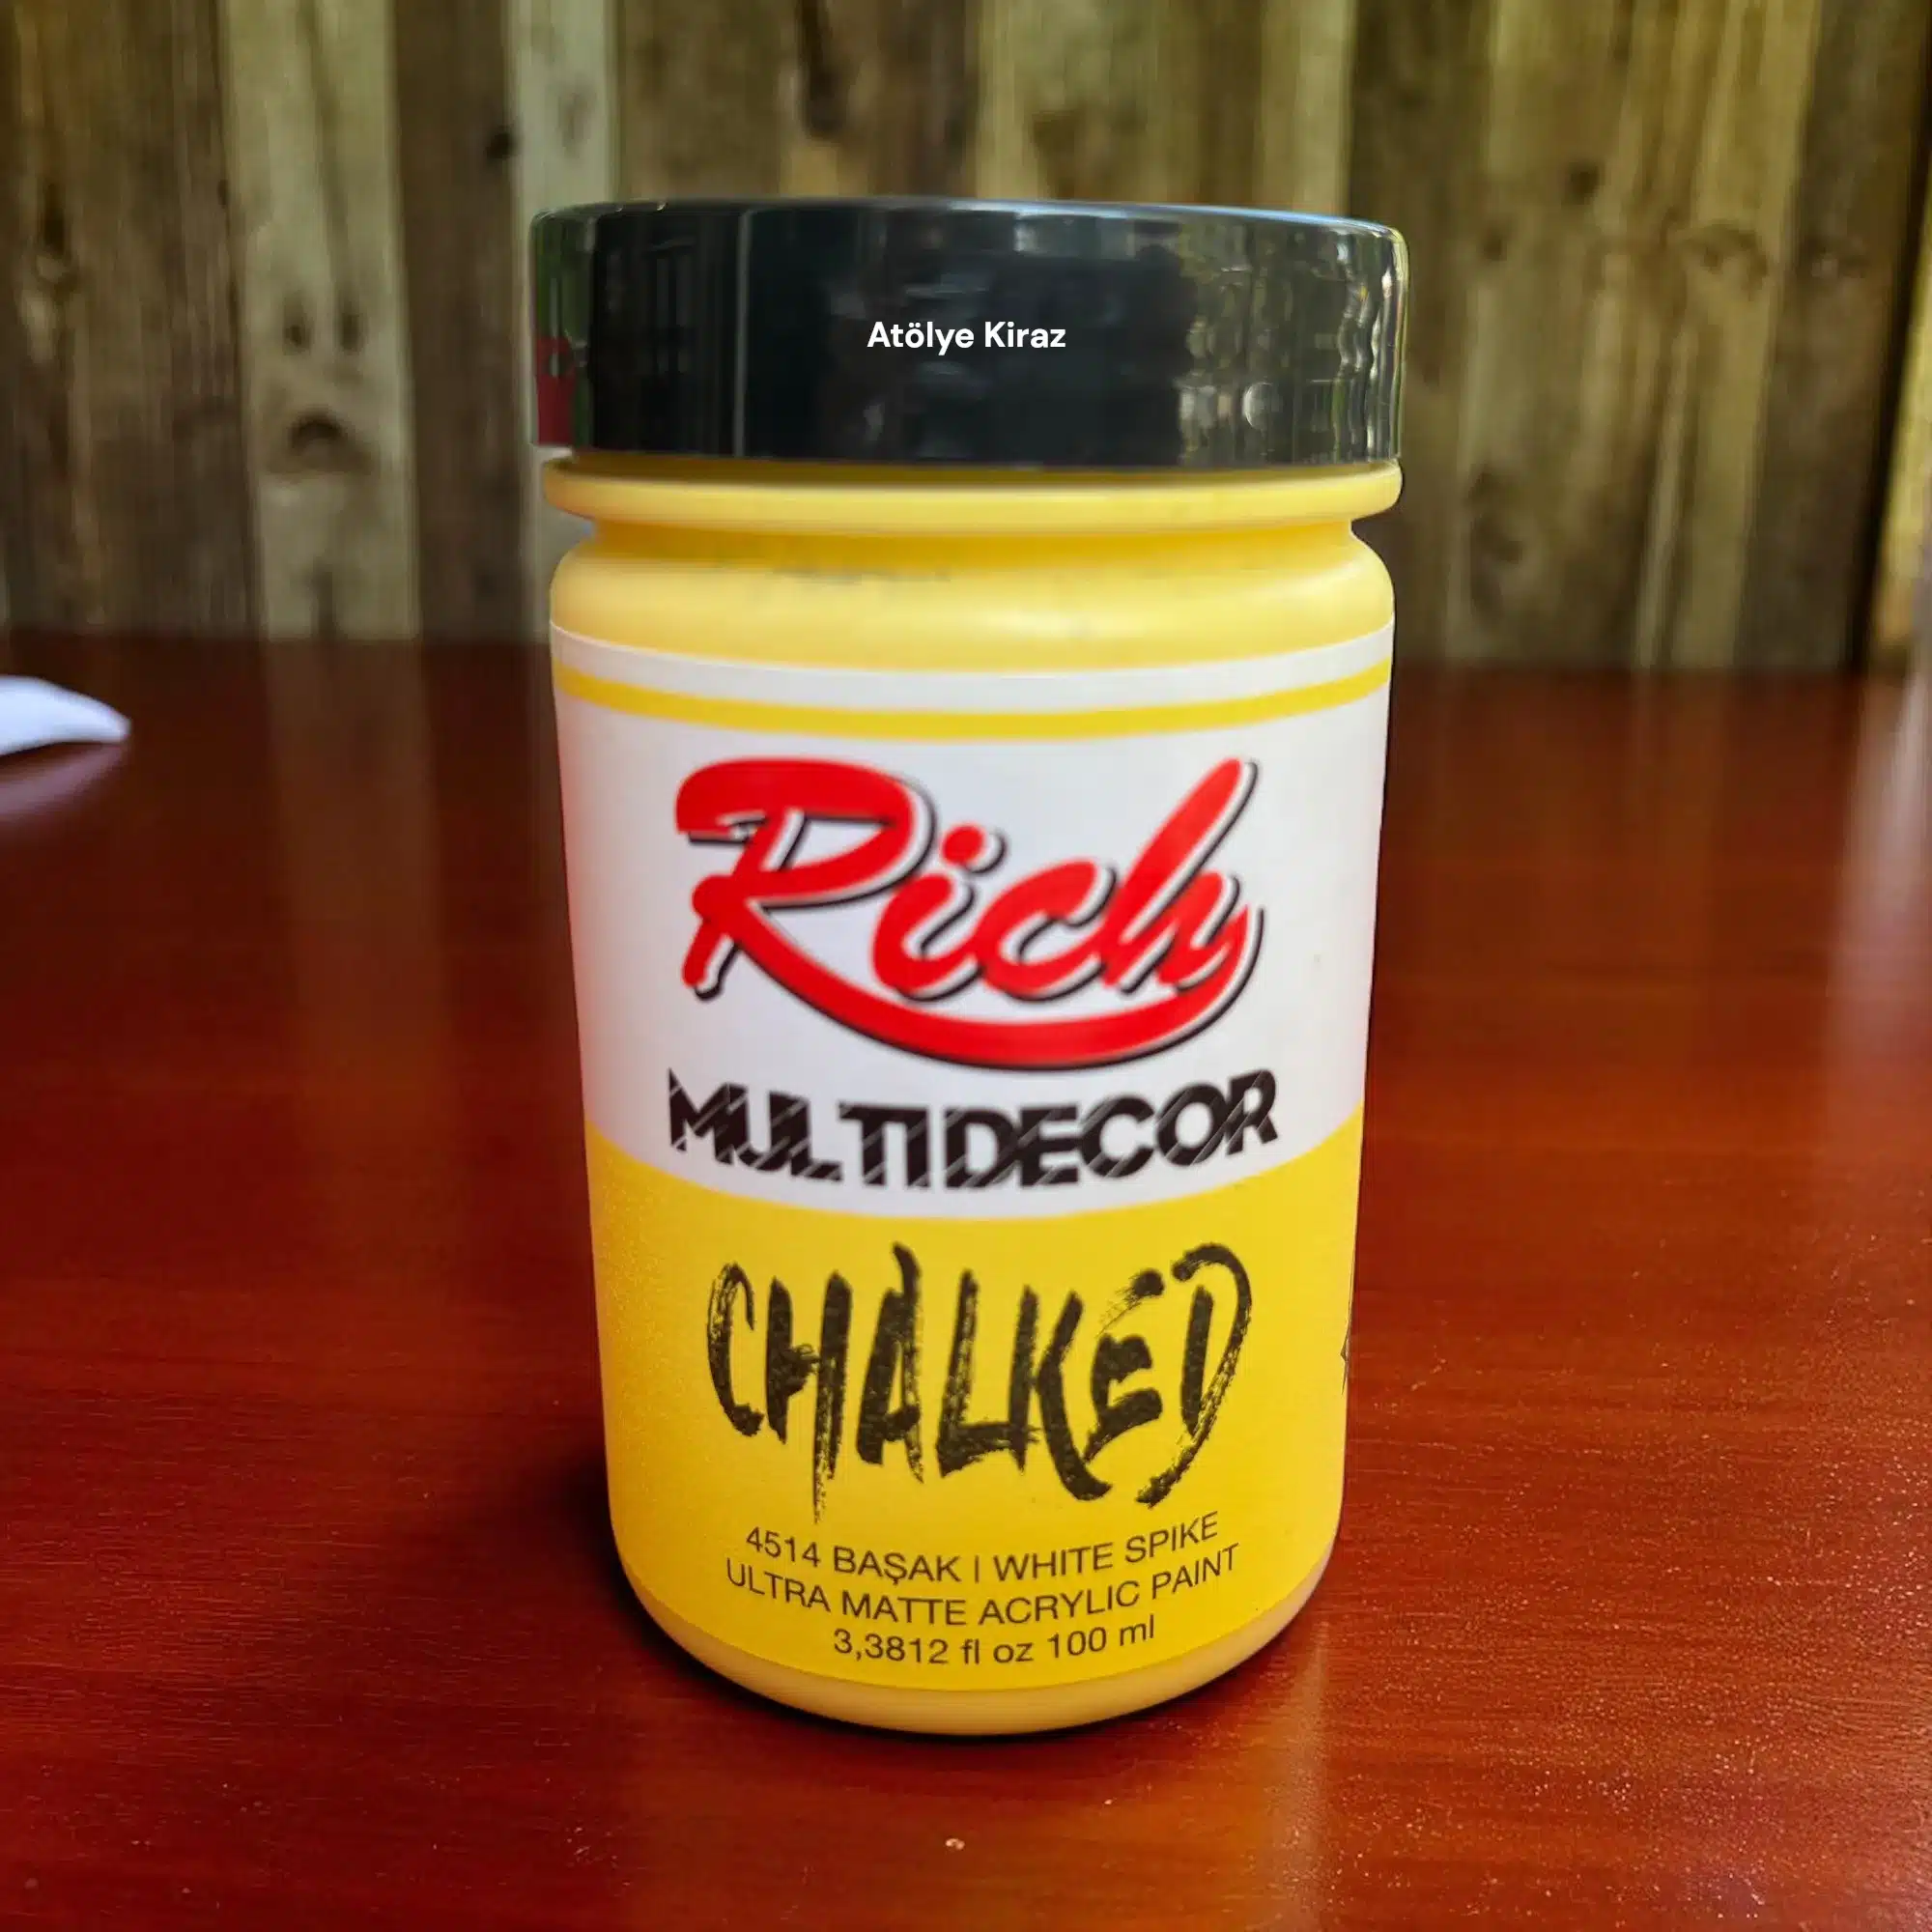 Atölye Kiraz
Rich
MULTIDECOR
CHALKED
4514 BAŞAK | WHITE SPIKE
ULTRA MATTE ACRYLIC PAINT
3,3812 fl oz 100 ml